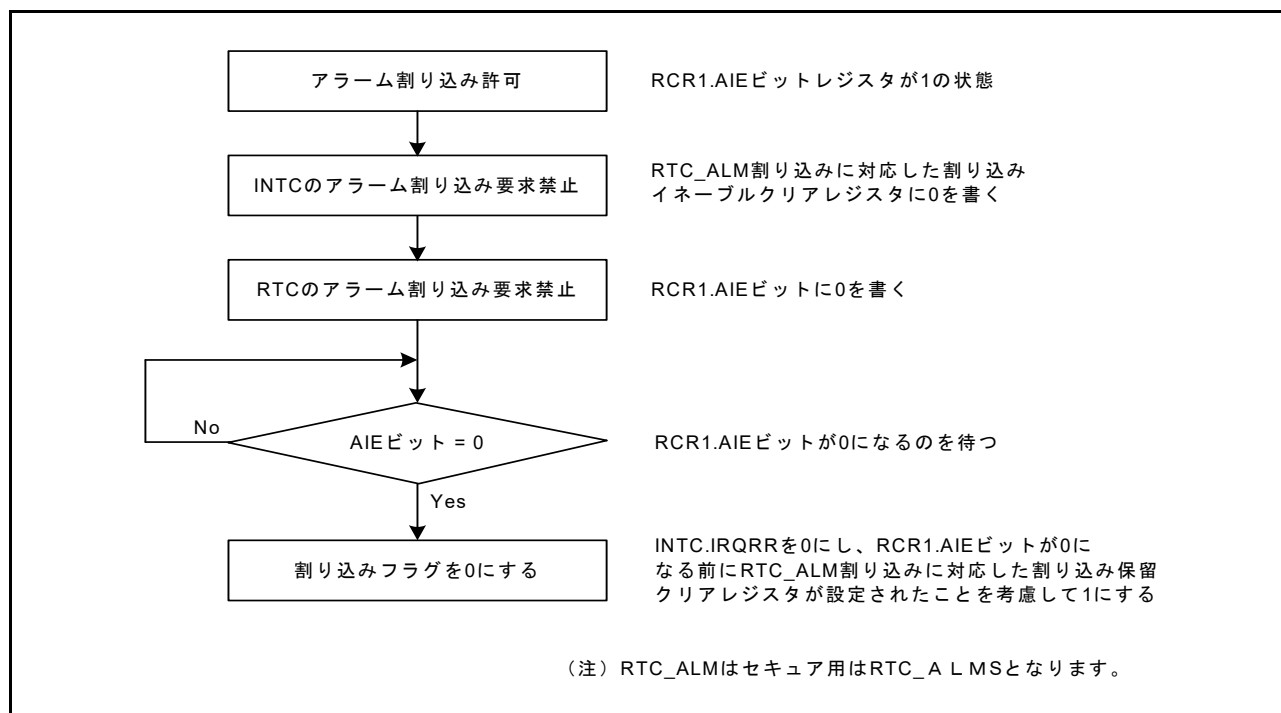 アラーム割り込み許可
RCR1.AIEビットレジスタが1の状態
INTCのアラーム割り込み要求禁止
RTC_ALM割り込みに対応した割り込み
イネーブルクリアレジスタに0を書く
RTCのアラーム割り込み要求禁止
RCR1.AIEビットに0を書く
No
AIEビット = 0
RCR1.AIEビットが0になるのを待つ
Yes
割り込みフラグを0にする
INTC.IRQRRを0にし、RCR1.AIEビットが0に
なる前にRTC_ALM割り込みに対応した割り込み保留
クリアレジスタが設定されたことを考慮して1にする
（注）RTC_ALMはセキュア用はRTC_ＡＬＭSとなります。